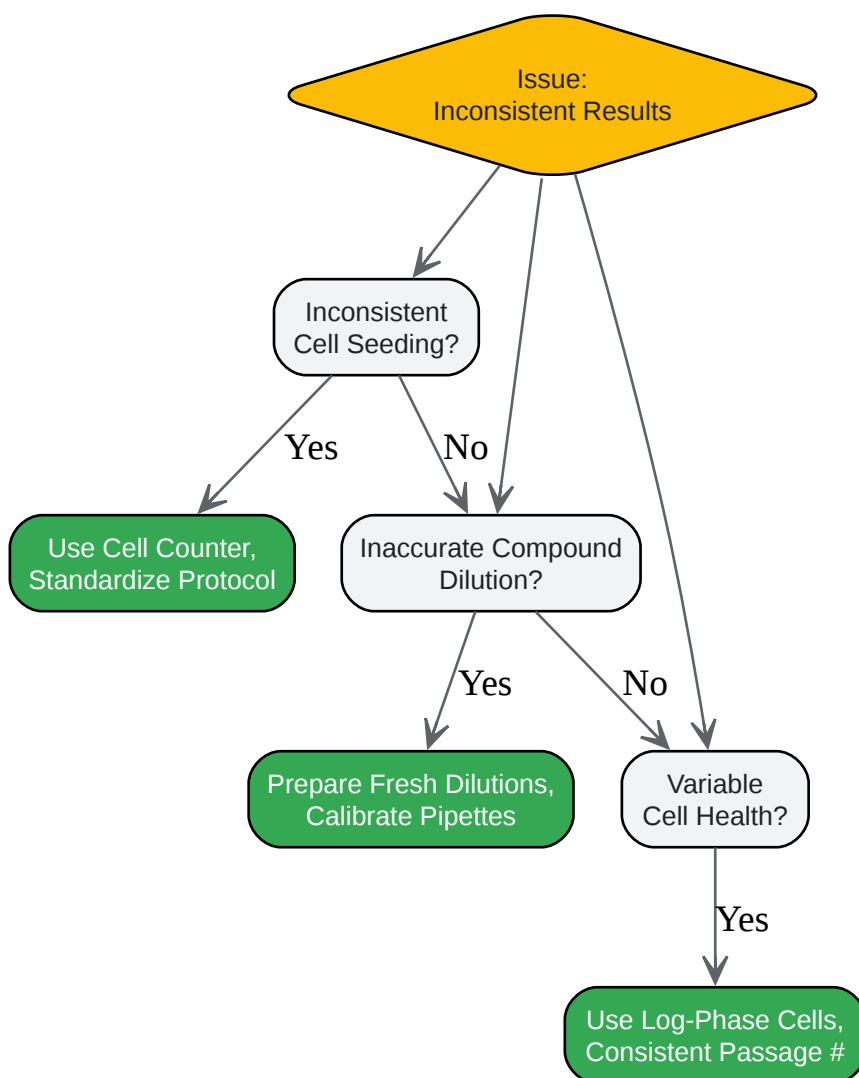 Issue:
Inconsistent Results
Inconsistent
Cell Seeding?
Yes
No
Use Cell Counter,
Standardize Protocol
Inaccurate Compound
Dilution?
Yes
No
Prepare Fresh Dilutions,
Calibrate Pipettes
Variable
Cell Health?
Yes
Use Log-Phase Cells,
Consistent Passage #